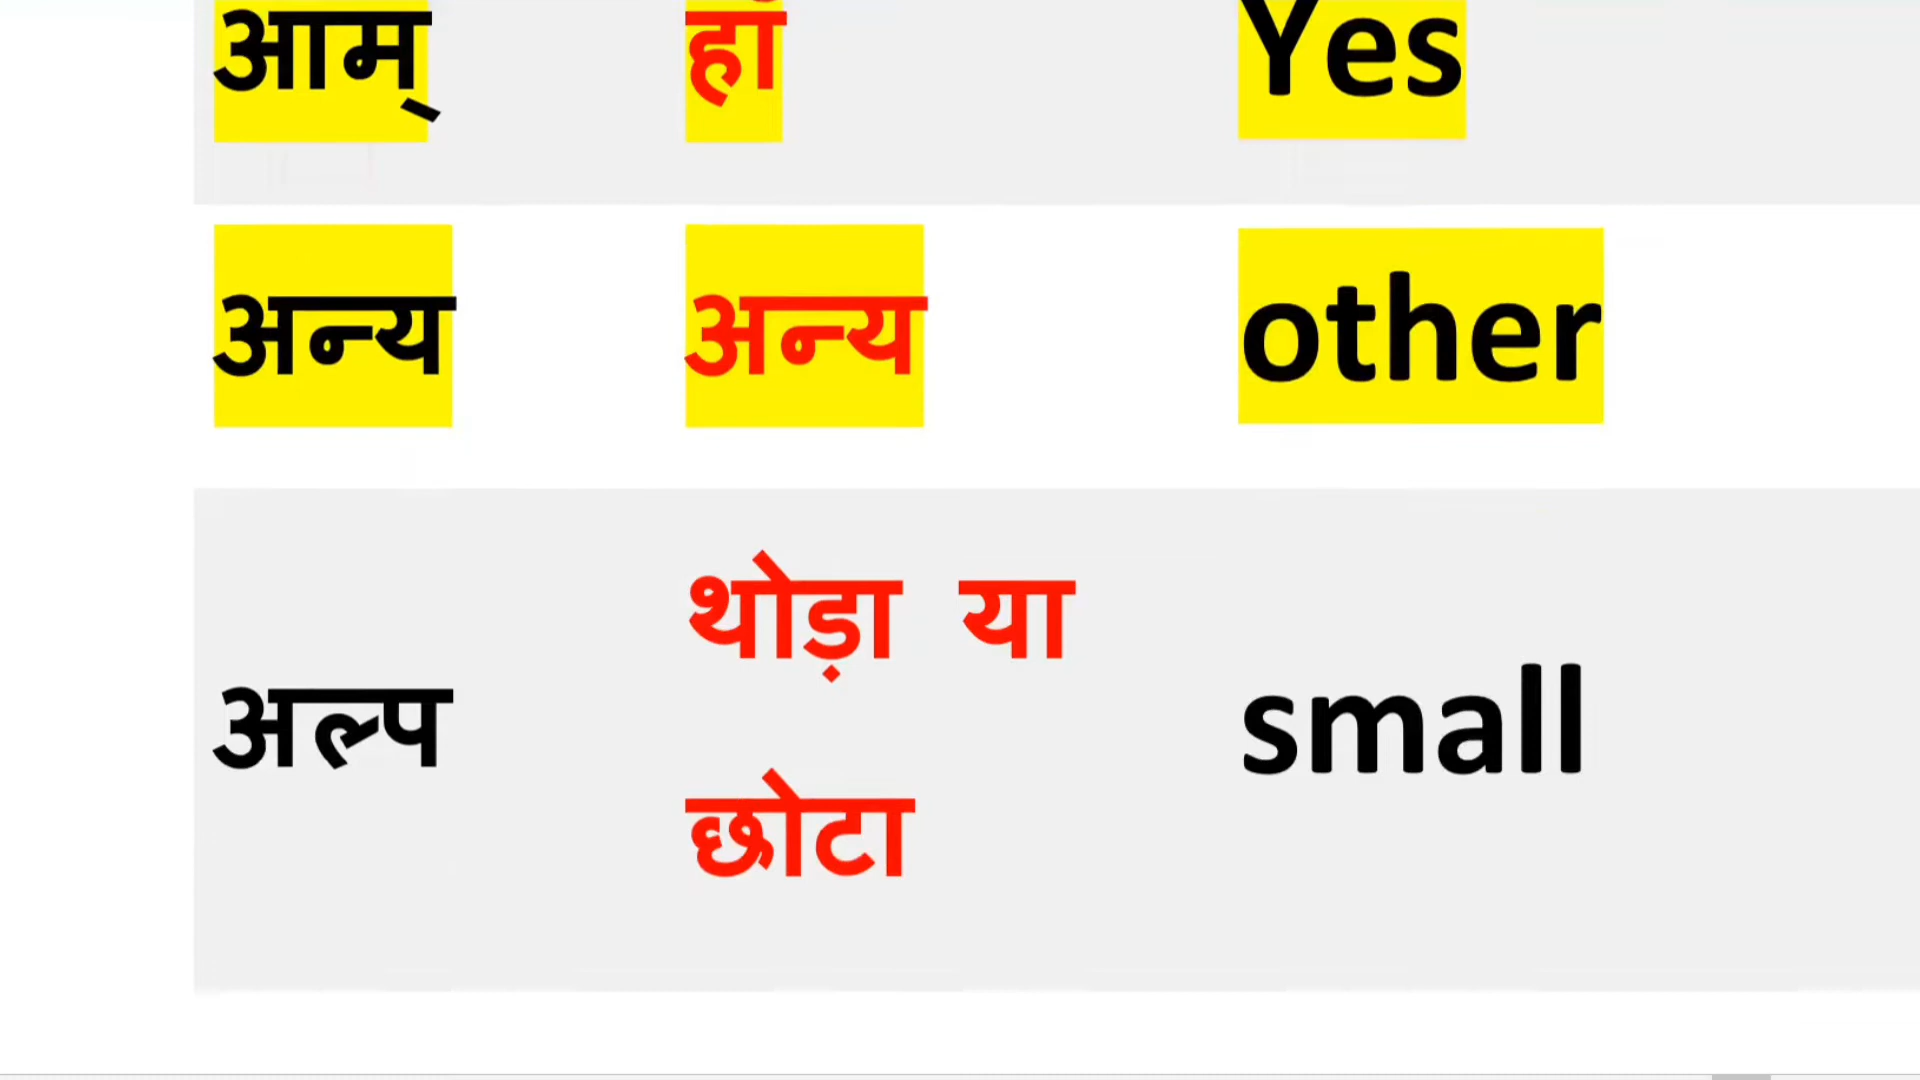 आम् हाँ Yes
अन्य अन्य other
थोड़ा या
अल्प small
छोटा